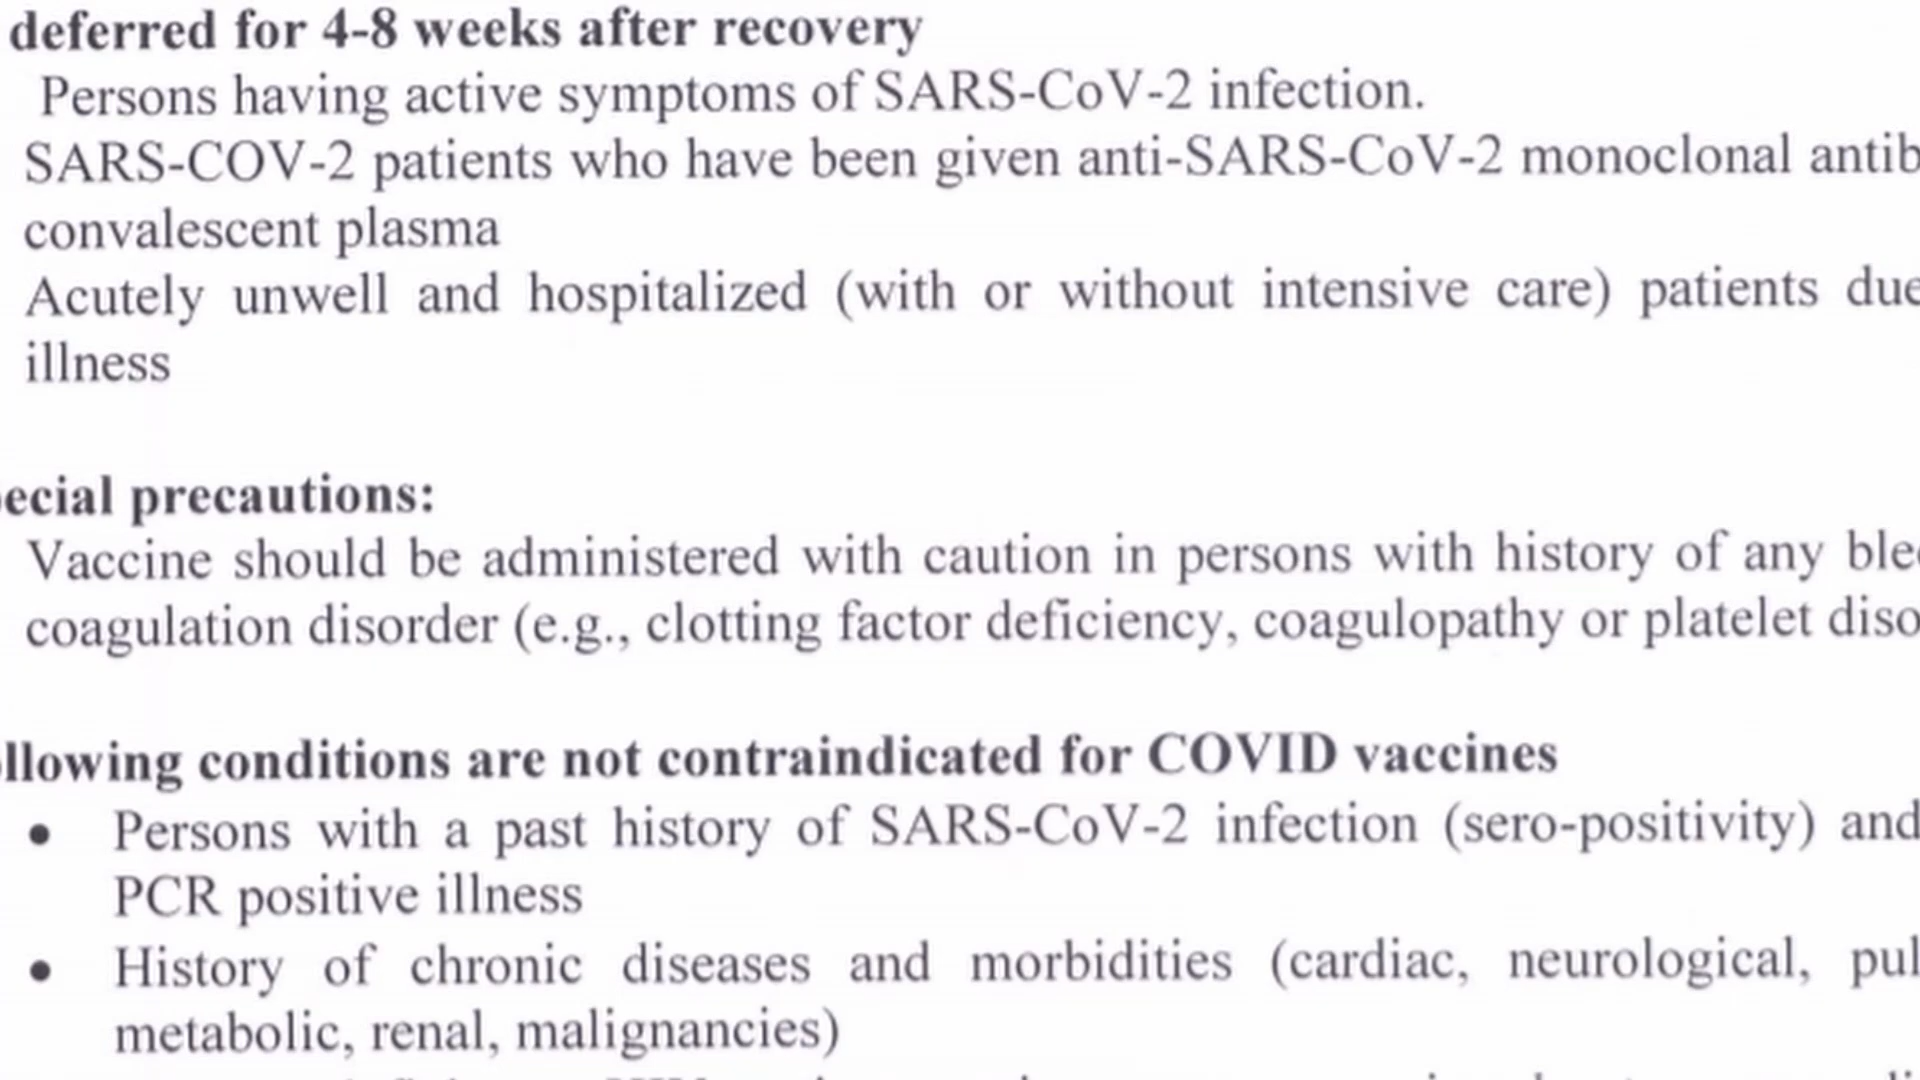 deferred for 4-8 weeks after recovery
Persons having active symptoms of SARS-CoV-2 infection.
SARS-COV-2 patients who have been given anti-SARS-CoV-2 monoclonal antib
convalescent plasma
Acutely unwell and hospitalized (with or without intensive care) patients due
illness
ecial precautions:
Vaccine should be administered with caution in persons with history of any blee
coagulation disorder (e.g., clotting factor deficiency, coagulopathy or platelet diso
llowing conditions are not contraindicated for COVID vaccines
• Persons with a past history of SARS-CoV-2 infection (sero-positivity) and
PCR positive illness
• History of chronic diseases and morbidities (cardiac, neurological, pul
metabolic, renal, malignancies)